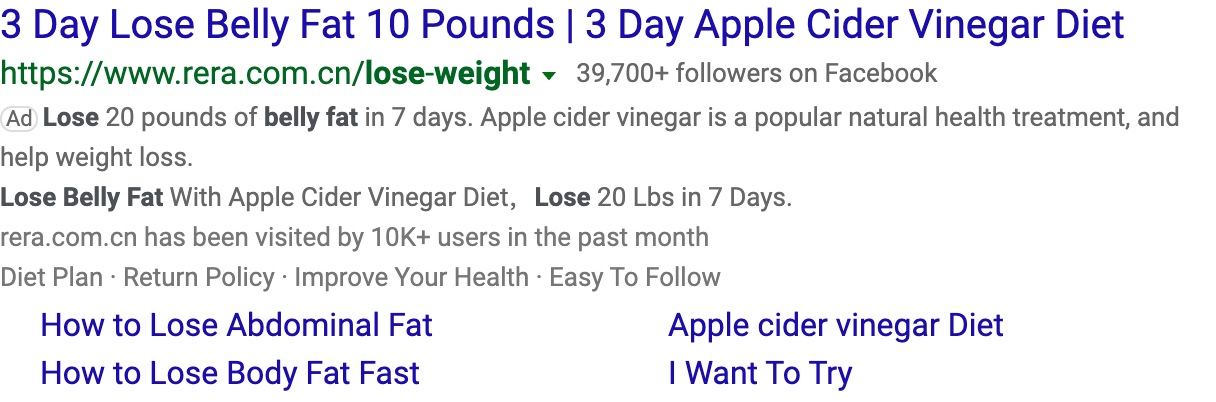 3 Day Lose Belly Fat 10 Pounds | 3 Day Apple Cider Vinegar Diet
https://www.rera.com.cn/lose-weight ▾ 39,700+ followers on Facebook
Ad Lose 20 pounds of belly fat in 7 days. Apple cider vinegar is a popular natural health treatment, and
help weight loss.
Lose Belly Fat With Apple Cider Vinegar Diet， Lose 20 Lbs in 7 Days.
rera.com.cn has been visited by 10K+ users in the past month
Diet Plan · Return Policy · Improve Your Health · Easy To Follow
How to Lose Abdominal Fat
Apple cider vinegar Diet
How to Lose Body Fat Fast
I Want To Try